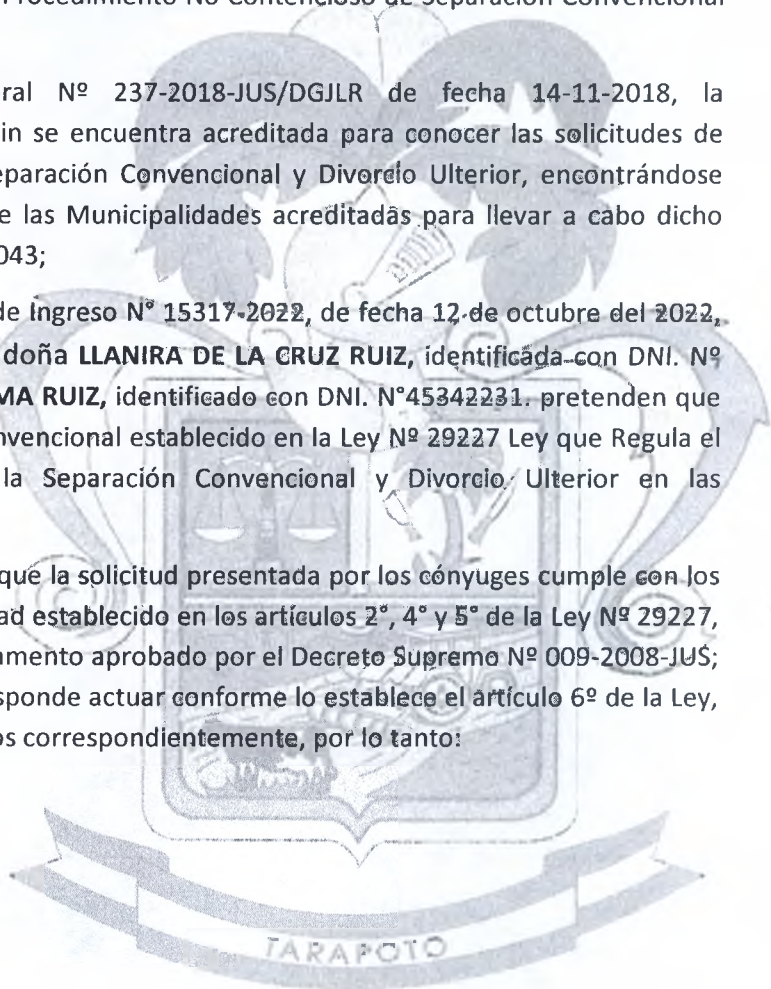 Procedimiento No Contencioso de Separación Convencional
ral Nº 237-2018-JUS/DGJLR de fecha 14-11-2018, la
in se encuentra acreditada para conocer las solicitudes de
eparación Convencional y Divorcio Ulterior, encontrándose
e las Municipalidades acreditadas para llevar a cabo dicho
043;
de ingreso N° 15317-2022, de fecha 12 de octubre del 2022,
doña LLANIRA DE LA CRUZ RUIZ, identificada con DNI. Nº
MA RUIZ, identificado con DNI. N°45342231. pretenden que
nvencional establecido en la Ley Nº 29227 Ley que Regula el
la Separación Convencional y Divorcio Ulterior en las
que la solicitud presentada por los cónyuges cumple con los
ad establecido en los artículos 2°, 4° y 5° de la Ley Nº 29227,
amento aprobado por el Decreto Supremo Nº 009-2008-JUS;
sponde actuar conforme lo establece el artículo 6º de la Ley,
os correspondientemente, por lo tanto:
TARAPOTO